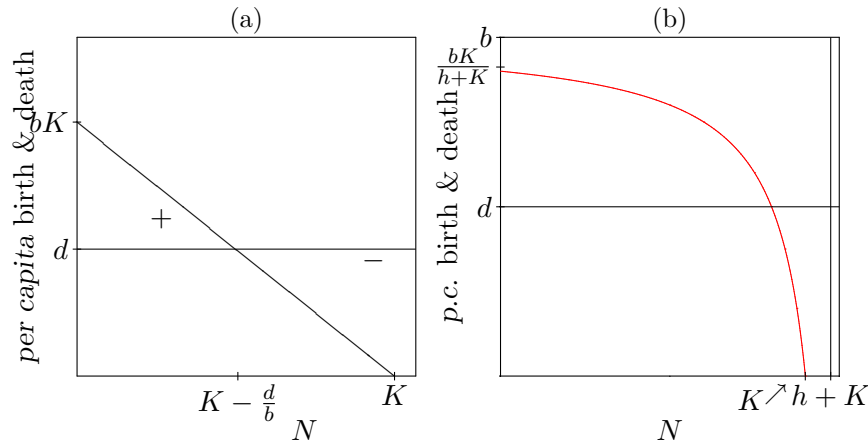 (a)
per capita birth & death
bK
d
+
−
K − d/b
K
N
(b)
p.c. birth & death
b
bK/h+K
d
K↗h + K
N